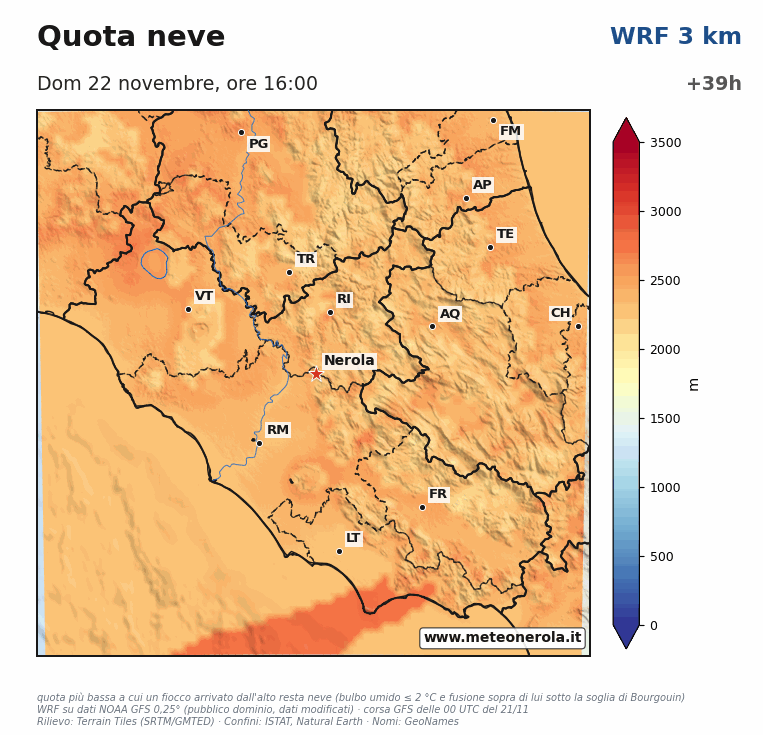 Quota neve
WRF 3 km
Dom 22 novembre, ore 16:00
+39h
FM
PG
AP
TE
TR
VT
RI
AQ
CH
Nerola
RM
FR
LT
www.meteonerola.it
3500
3000
2500
2000
1500
1000
500
0
m
quota più bassa a cui un fiocco arrivato dall'alto resta neve (bulbo umido ≤ 2 °C e fusione sopra di lui sotto la soglia di Bourgouin)
WRF su dati NOAA GFS 0,25° (pubblico dominio, dati modificati) · corsa GFS delle 00 UTC del 21/11
Rilievo: Terrain Tiles (SRTM/GMTED) · Confini: ISTAT, Natural Earth · Nomi: GeoNames